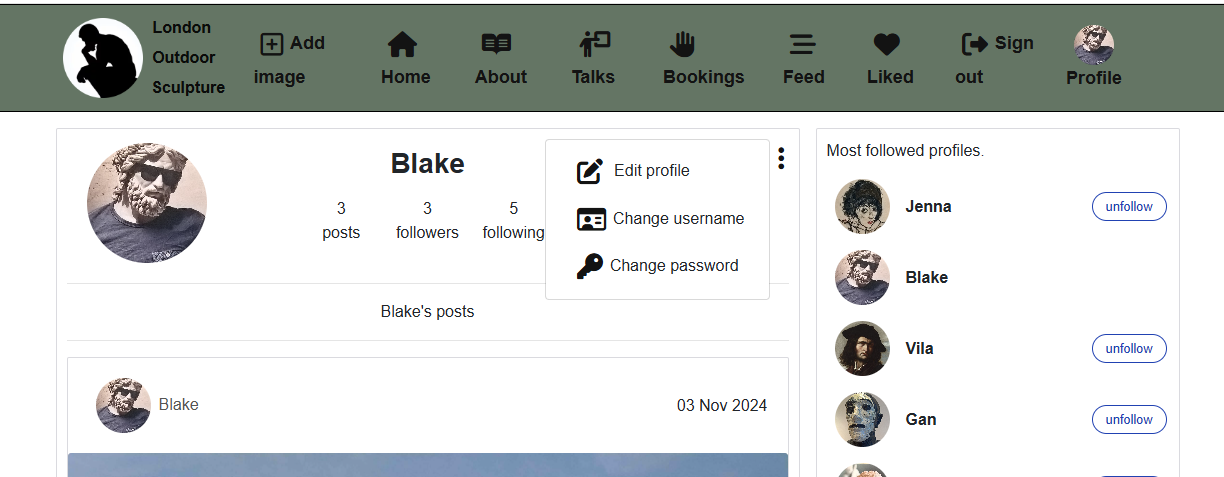 London
Outdoor
Sculpture
Add
image
Home
About
Talks
Bookings
Feed
Liked
Sign
out
Profile
Blake
3 3 5
posts followers following
Edit profile
Change username
Change password
Blake's posts
Blake
03 Nov 2024
Most followed profiles.
Jenna unfollow
Blake
Vila unfollow
Gan unfollow